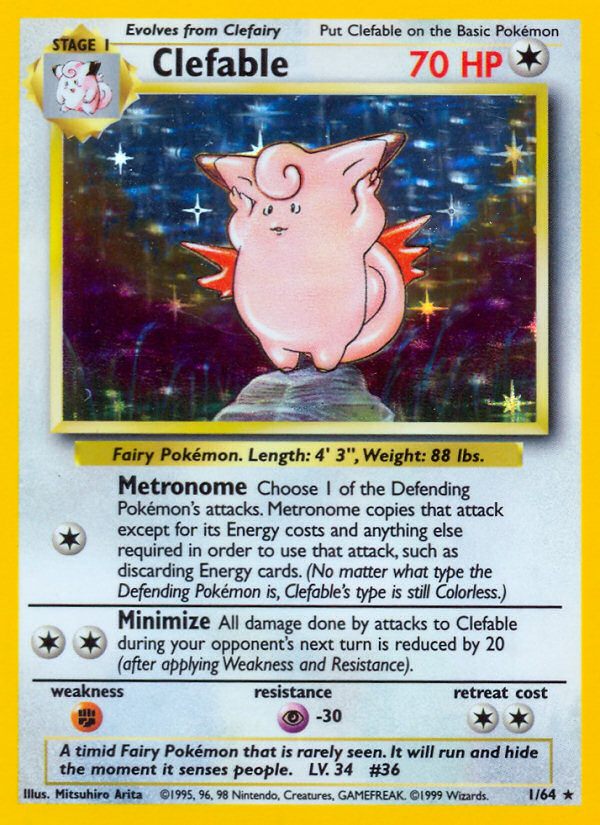 Evolves from Clefairy Put Clefable on the Basic Pokémon
STAGE 1
Clefable 70 HP
Fairy Pokémon. Length: 4' 3", Weight: 88 lbs.
Metronome Choose 1 of the Defending
Pokémon's attacks. Metronome copies that attack
except for its Energy costs and anything else
required in order to use that attack, such as
discarding Energy cards. (No matter what type the
Defending Pokémon is, Clefable's type is still Colorless.)
Minimize All damage done by attacks to Clefable
during your opponent's next turn is reduced by 20
(after applying Weakness and Resistance).
weakness resistance retreat cost
-30
A timid Fairy Pokémon that is rarely seen. It will run and hide
the moment it senses people. LV. 34 #36
Illus. Mitsuhiro Arita ©1995, 96, 98 Nintendo, Creatures, GAMEFREAK. ©1999 Wizards. 1/64 ★